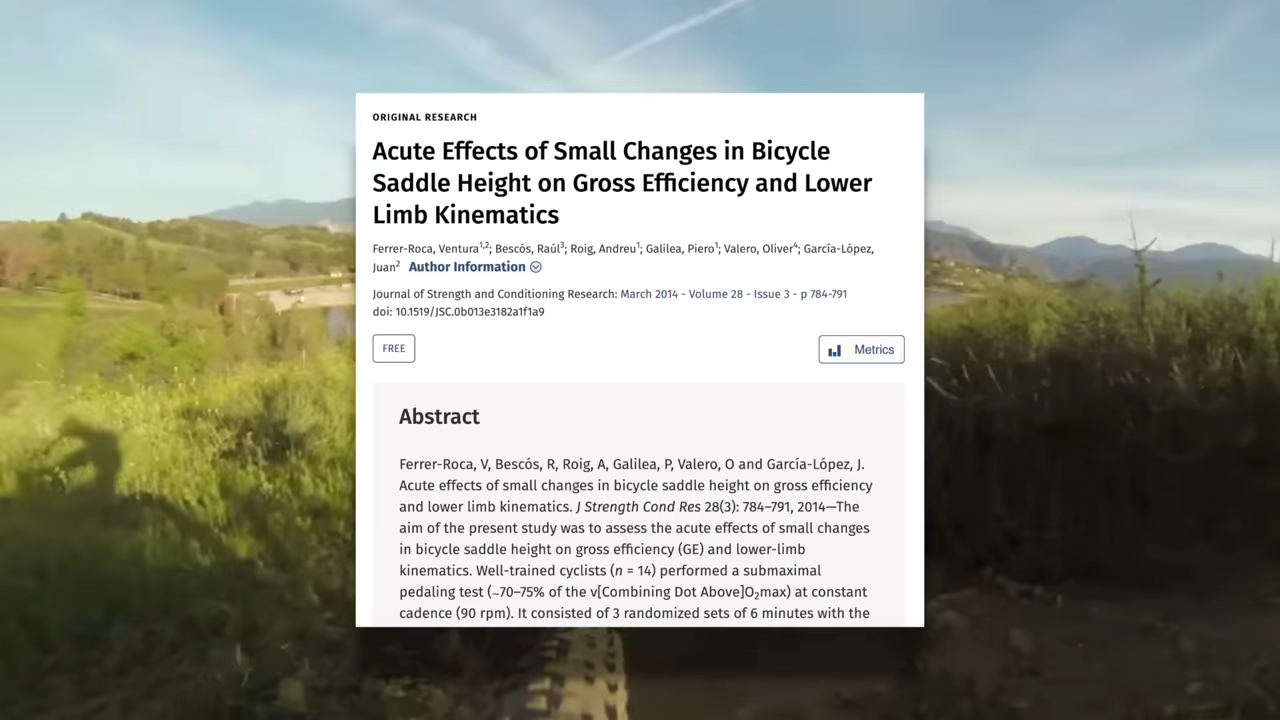 ORIGINAL RESEARCH
Acute Effects of Small Changes in Bicycle
Saddle Height on Gross Efficiency and Lower
Limb Kinematics
Ferrer-Roca, Ventura1,2; Bescós, Raúl3; Roig, Andreu1; Galilea, Piero1; Valero, Oliver4; García-López,
Juan2 Author Information
Journal of Strength and Conditioning Research: March 2014 - Volume 28 - Issue 3 - p 784-791
doi: 10.1519/JSC.0b013e3182a1f1a9
FREE
Metrics
Abstract
Ferrer-Roca, V, Bescós, R, Roig, A, Galilea, P, Valero, O and García-López, J.
Acute effects of small changes in bicycle saddle height on gross efficiency
and lower limb kinematics. J Strength Cond Res 28(3): 784–791, 2014—The
aim of the present study was to assess the acute effects of small changes
in bicycle saddle height on gross efficiency (GE) and lower-limb
kinematics. Well-trained cyclists (n = 14) performed a submaximal
pedaling test (∼70–75% of the v[Combining Dot Above]O2max) at constant
cadence (90 rpm). It consisted of 3 randomized sets of 6 minutes with the